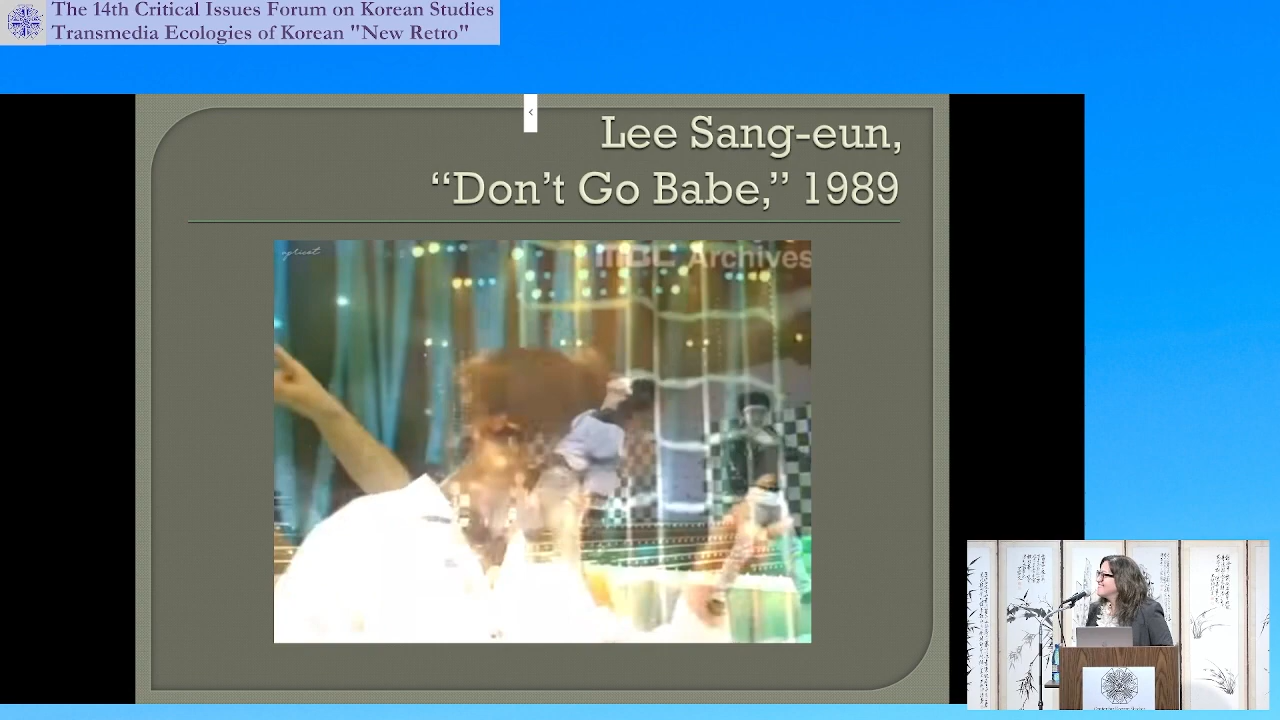 The 14th Critical Issues Forum on Korean Studies
Transmedia Ecologies of Korean "New Retro"
Lee Sang-eun,
“Don’t Go Babe,” 1989
apricot
MBC Archives